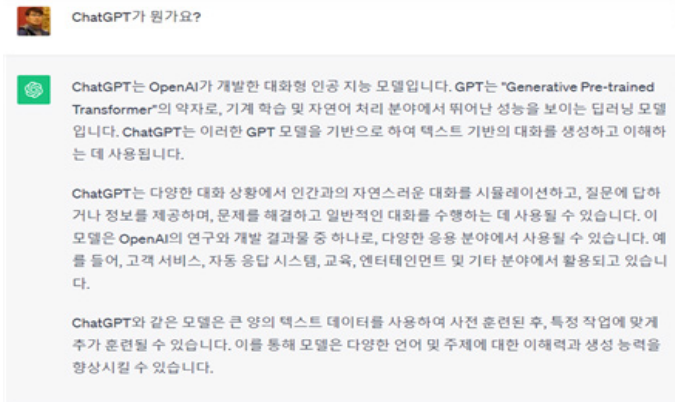 ChatGPT가 뭔가요?
ChatGPT는 OpenAI가 개발한 대화형 인공 지능 모델입니다. GPT는 "Generative Pre-trained
Transformer"의 약자로, 기계 학습 및 자연어 처리 분야에서 뛰어난 성능을 보이는 딥러닝 모델
입니다. ChatGPT는 이러한 GPT 모델을 기반으로 하여 텍스트 기반의 대화를 생성하고 이해하
는 데 사용됩니다.
ChatGPT는 다양한 대화 상황에서 인간과의 자연스러운 대화를 시뮬레이션하고, 질문에 답하
거나 정보를 제공하며, 문제를 해결하고 일반적인 대화를 수행하는 데 사용될 수 있습니다. 이
모델은 OpenAI의 연구와 개발 결과물 중 하나로, 다양한 응용 분야에서 사용될 수 있습니다. 예
를 들어, 고객 서비스, 자동 응답 시스템, 교육, 엔터테인먼트 및 기타 분야에서 활용되고 있습니
다.
ChatGPT와 같은 모델은 큰 양의 텍스트 데이터를 사용하여 사전 훈련된 후, 특정 작업에 맞게
추가 훈련될 수 있습니다. 이를 통해 모델은 다양한 언어 및 주제에 대한 이해력과 생성 능력을
향상시킬 수 있습니다.